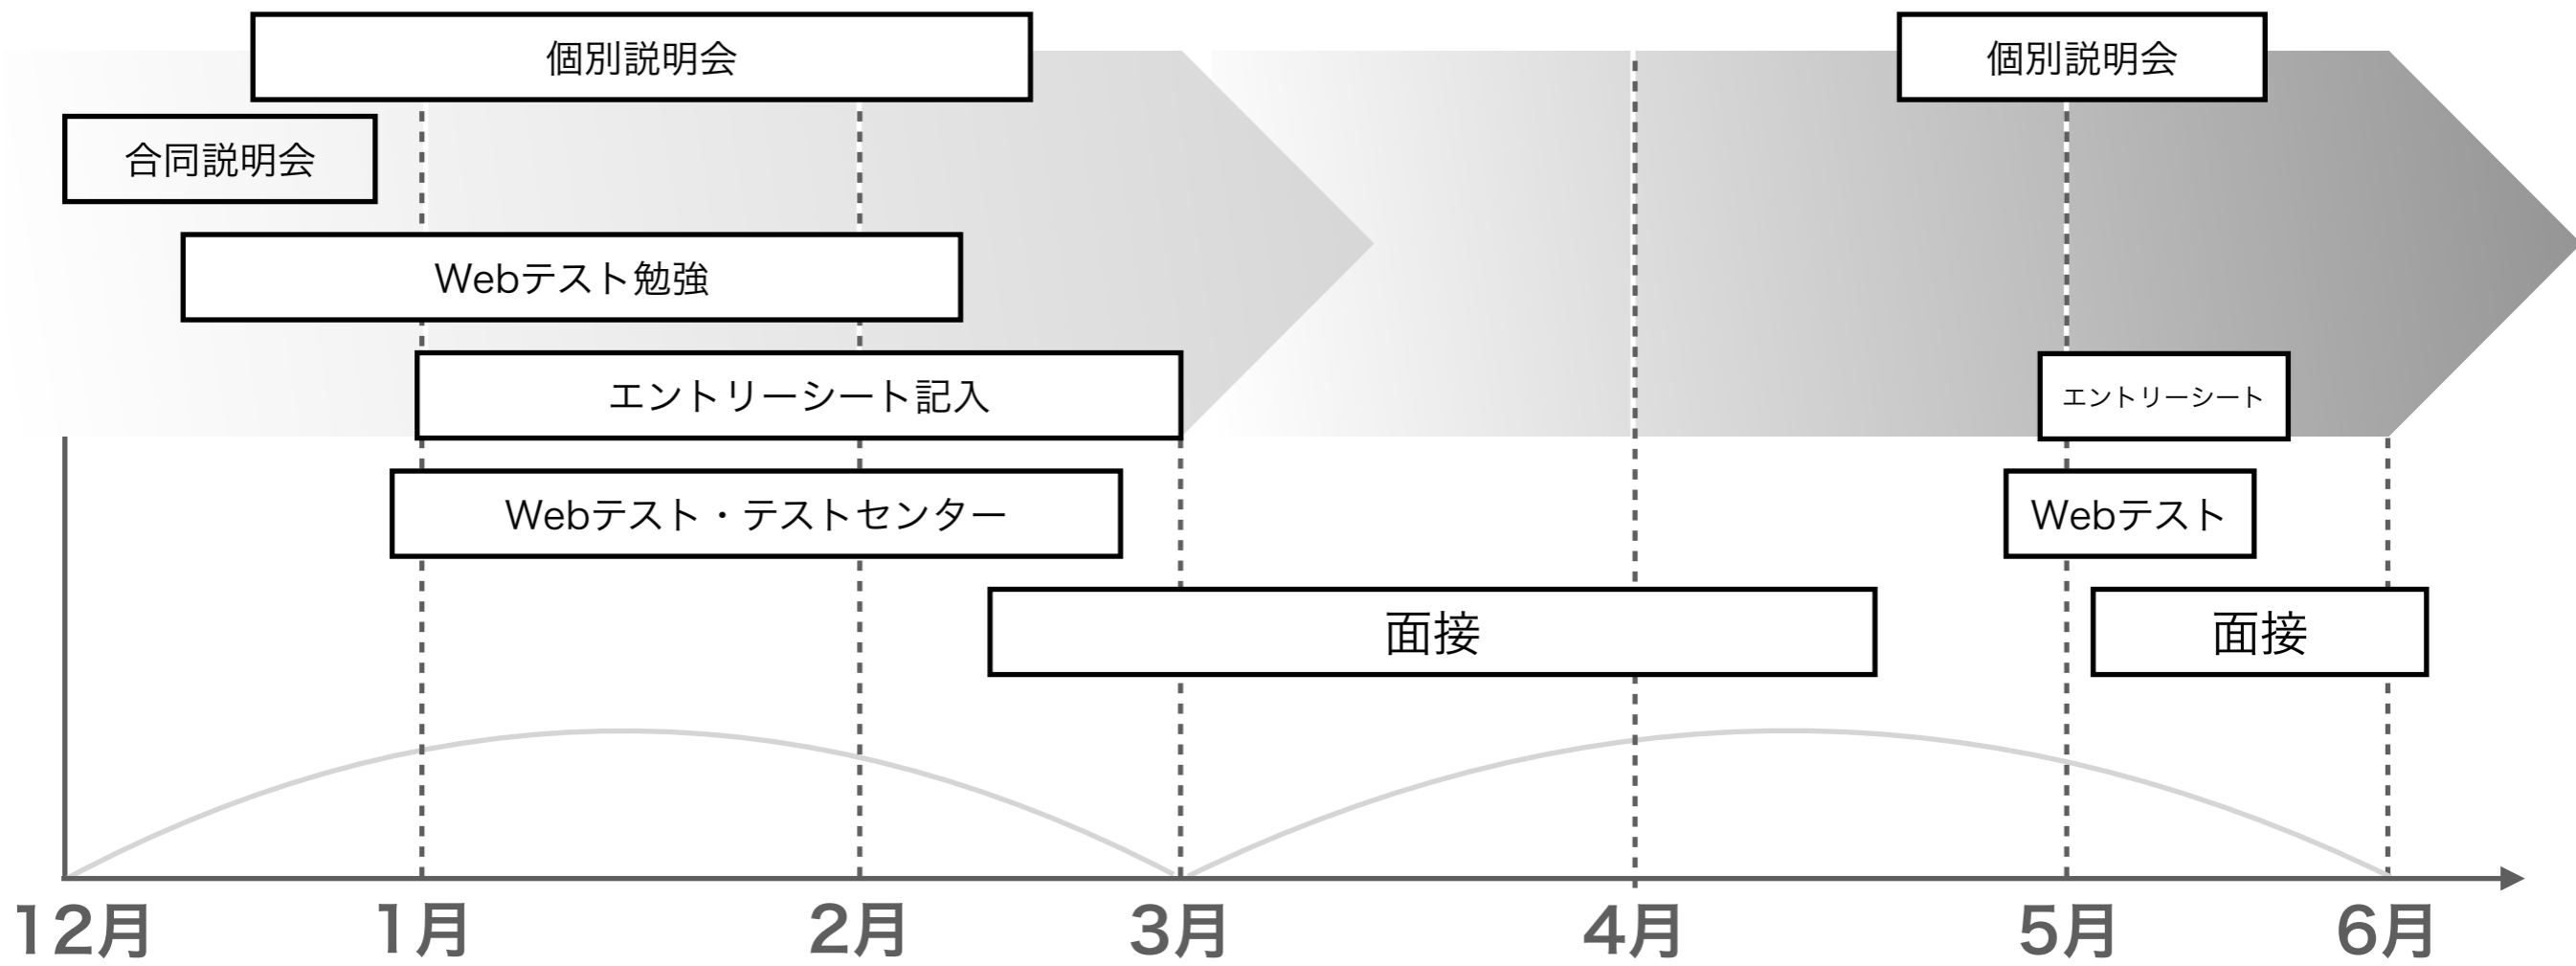 個別説明会
個別説明会
合同説明会
Webテスト勉強
エントリーシート記入
エントリーシート
Webテスト・テストセンター
Webテスト
面接
面接
12月
1月
2月
3月
4月
5月
6月